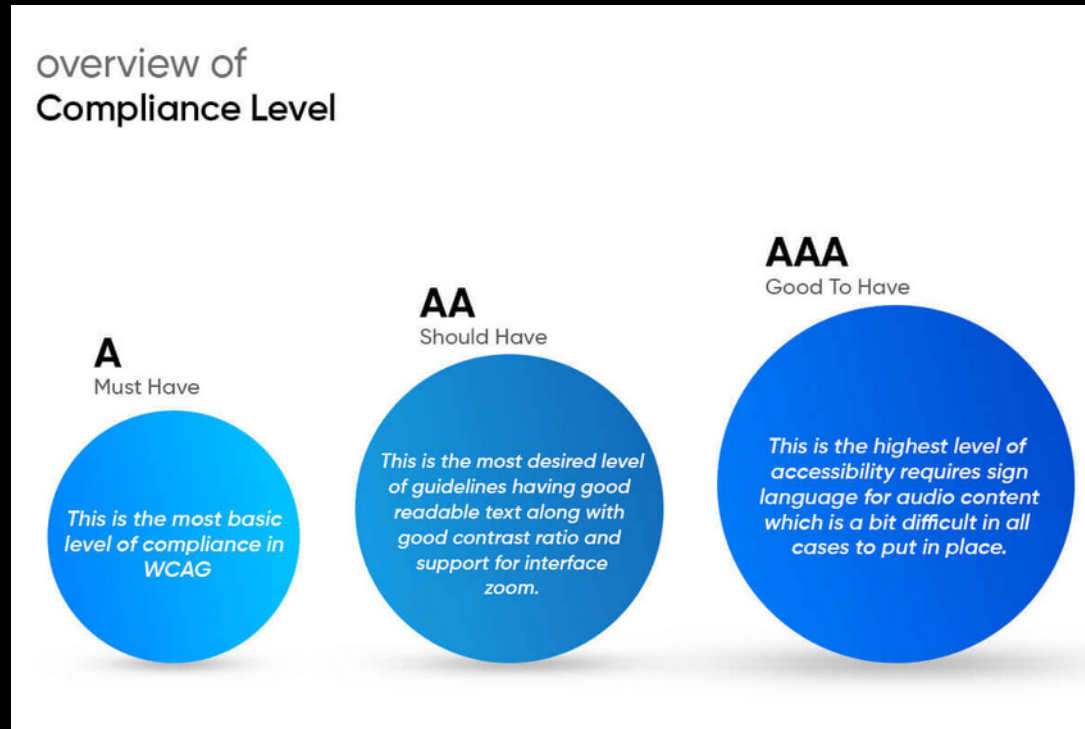 overview of
Compliance Level
A
Must Have
This is the most basic
level of compliance in
WCAG
AA
Should Have
This is the most desired level
of guidelines having good
readable text along with
good contrast ratio and
support for interface
zoom.
AAA
Good To Have
This is the highest level of
accessibility requires sign
language for audio content
which is a bit difficult in all
cases to put in place.